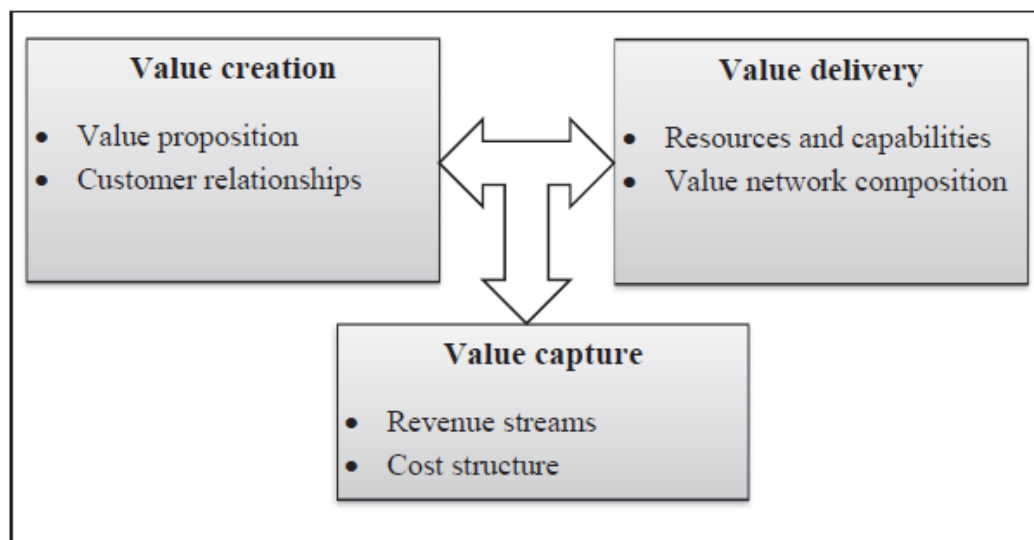 Value creation
• Value proposition
• Customer relationships
Value delivery
• Resources and capabilities
• Value network composition
Value capture
• Revenue streams
• Cost structure